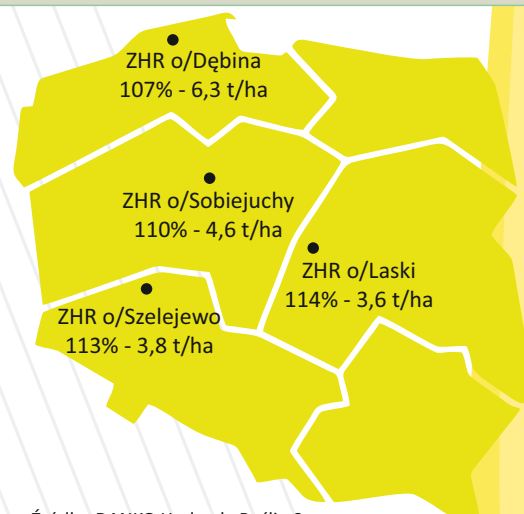 ZHR o/Dębina
107% - 6,3 t/ha
ZHR o/Sobiejuchy
110% - 4,6 t/ha
ZHR o/Laski
114% - 3,6 t/ha
ZHR o/Szelejewo
113% - 3,8 t/ha